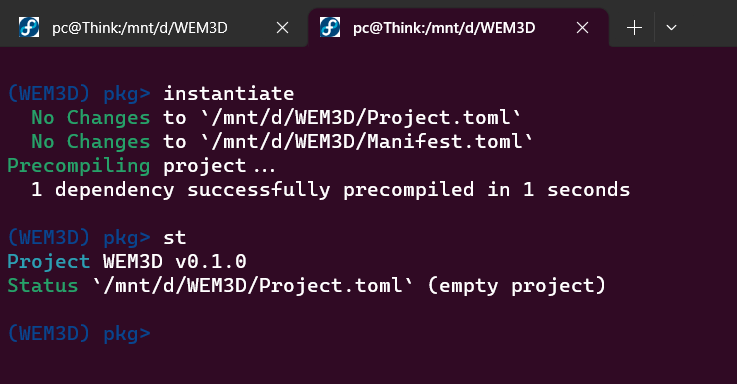 pc@Think:/mnt/d/WEM3D
pc@Think:/mnt/d/WEM3D
(WEM3D) pkg> instantiate
No Changes to `/mnt/d/WEM3D/Project.toml`
No Changes to `/mnt/d/WEM3D/Manifest.toml`
Precompiling project...
1 dependency successfully precompiled in 1 seconds
(WEM3D) pkg> st
Project WEM3D v0.1.0
Status `/mnt/d/WEM3D/Project.toml` (empty project)
(WEM3D) pkg>